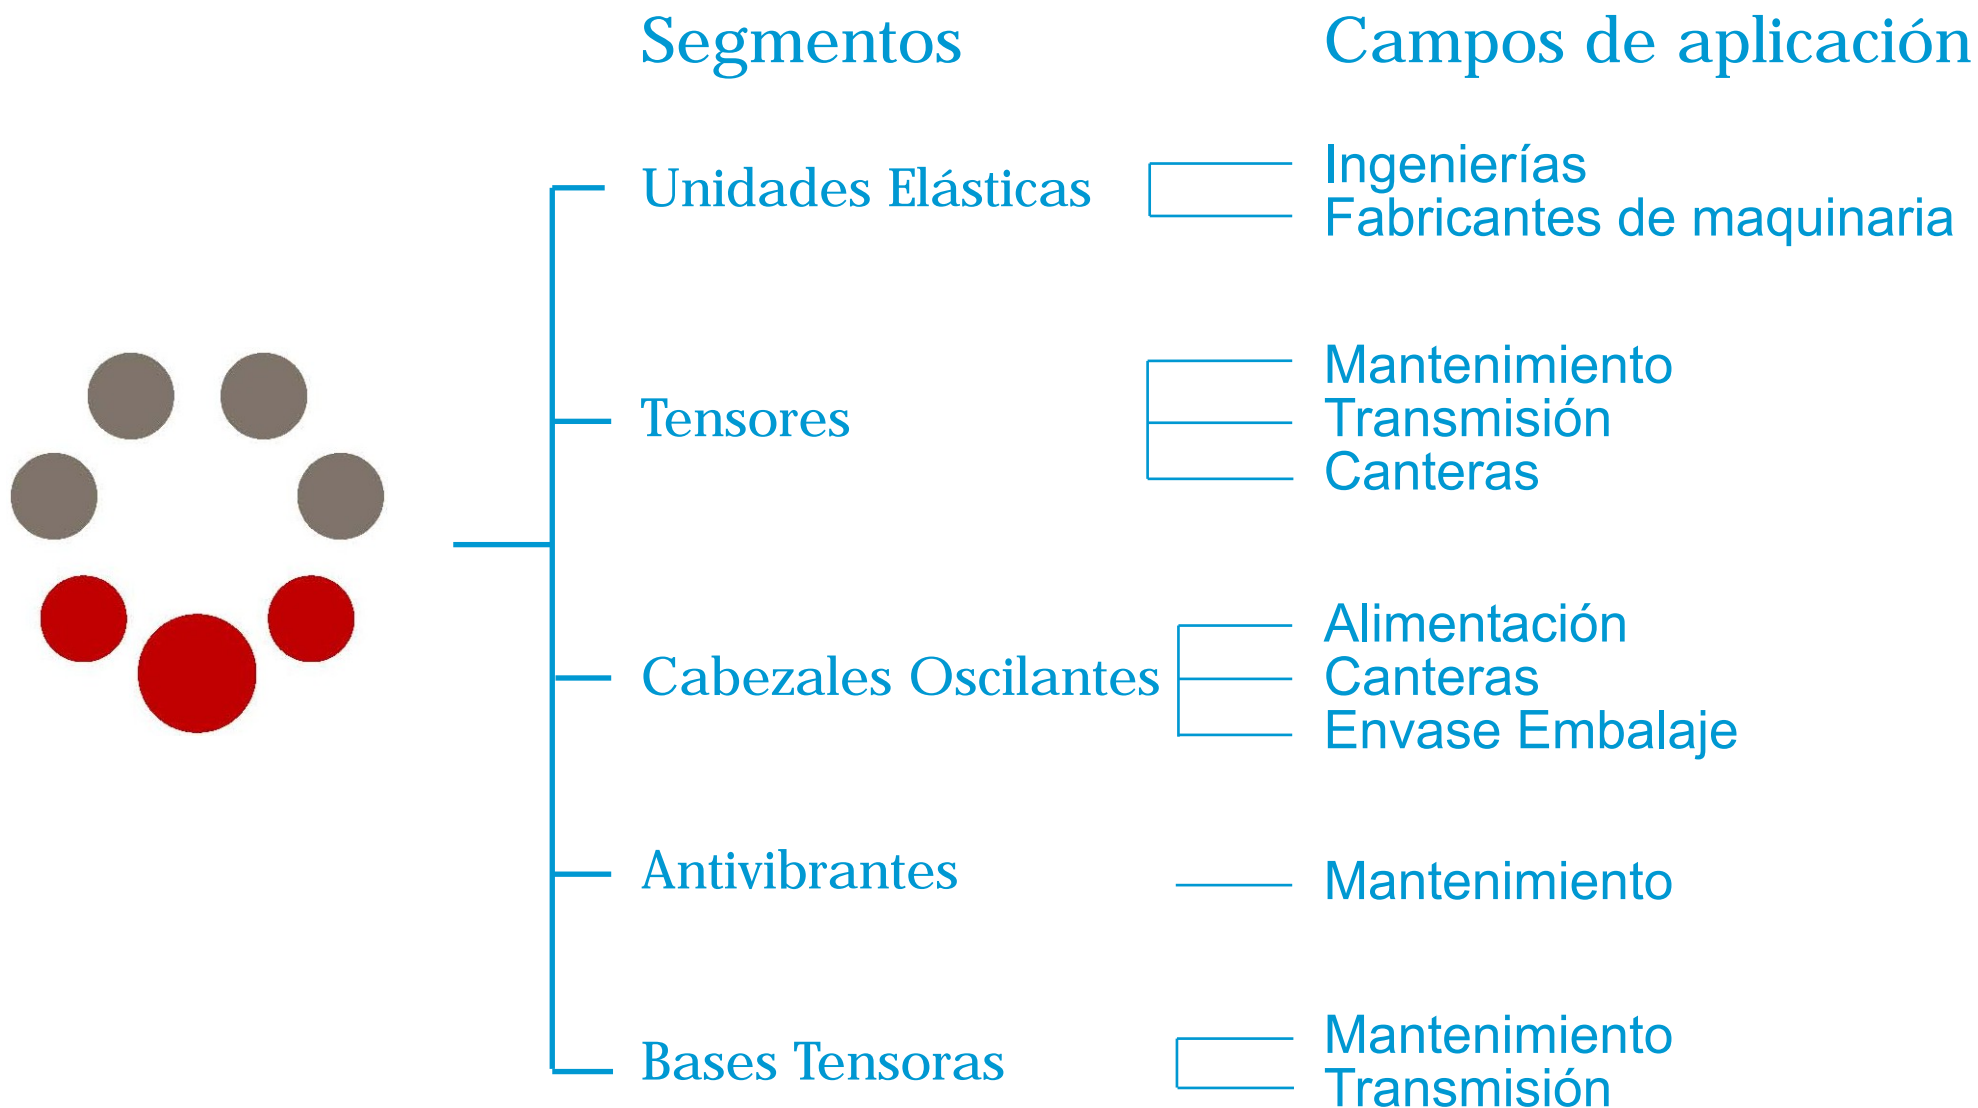 Segmentos
Campos de aplicación
Unidades Elásticas
Ingenierías
Fabricantes de maquinaria
Tensores
Mantenimiento
Transmisión
Canteras
Cabezales Oscilantes
Alimentación
Canteras
Envase Embalaje
Antivibrantes
Mantenimiento
Bases Tensoras
Mantenimiento
Transmisión